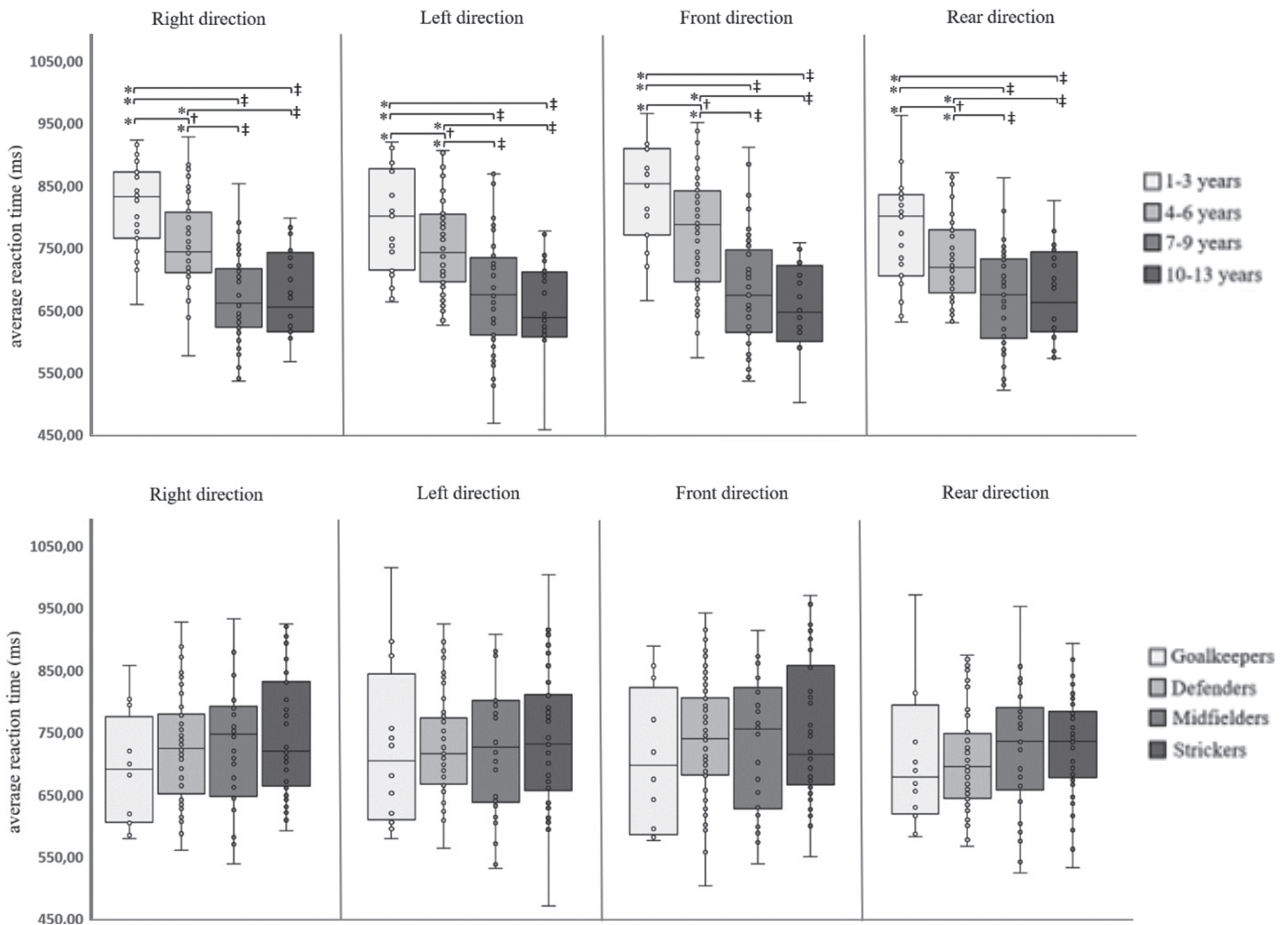 Right direction
Left direction
Front direction
Rear direction
average reaction time (ms)
1050,00
950,00
850,00
750,00
650,00
550,00
450,00
* ‡
* ‡
* ‡
* †
* ‡
* ‡
* ‡
* ‡
* †
* ‡
* ‡
* ‡
* ‡
* †
* ‡
* ‡
* ‡
* ‡
* †
* ‡
1-3 years
4-6 years
7-9 years
10-13 years
Right direction
Left direction
Front direction
Rear direction
average reaction time (ms)
1050,00
950,00
850,00
750,00
650,00
550,00
450,00
Goalkeepers
Defenders
Midfielders
Strickers